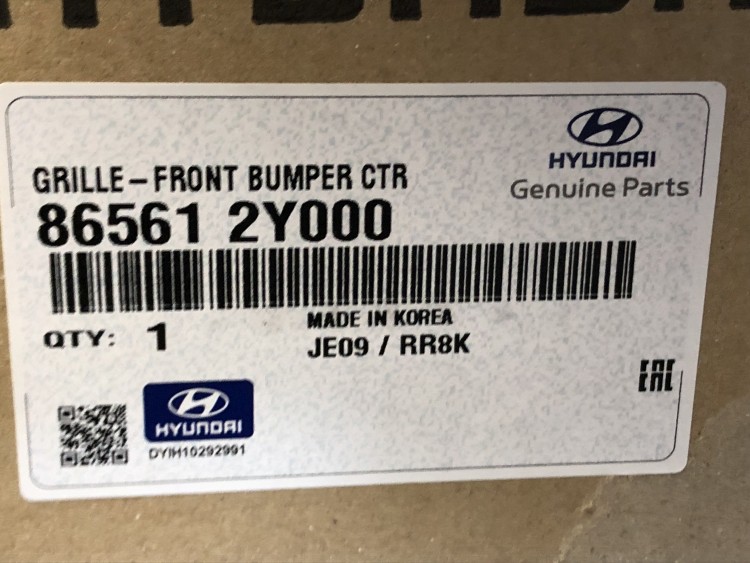 HYUNDAI
Genuine Parts
GRILLE-FRONT BUMPER CTR
86561 2Y000
MADE IN KOREA
QTY: 1
JE09 / RR8K
EAC
HYUNDAI
DYIH10292991